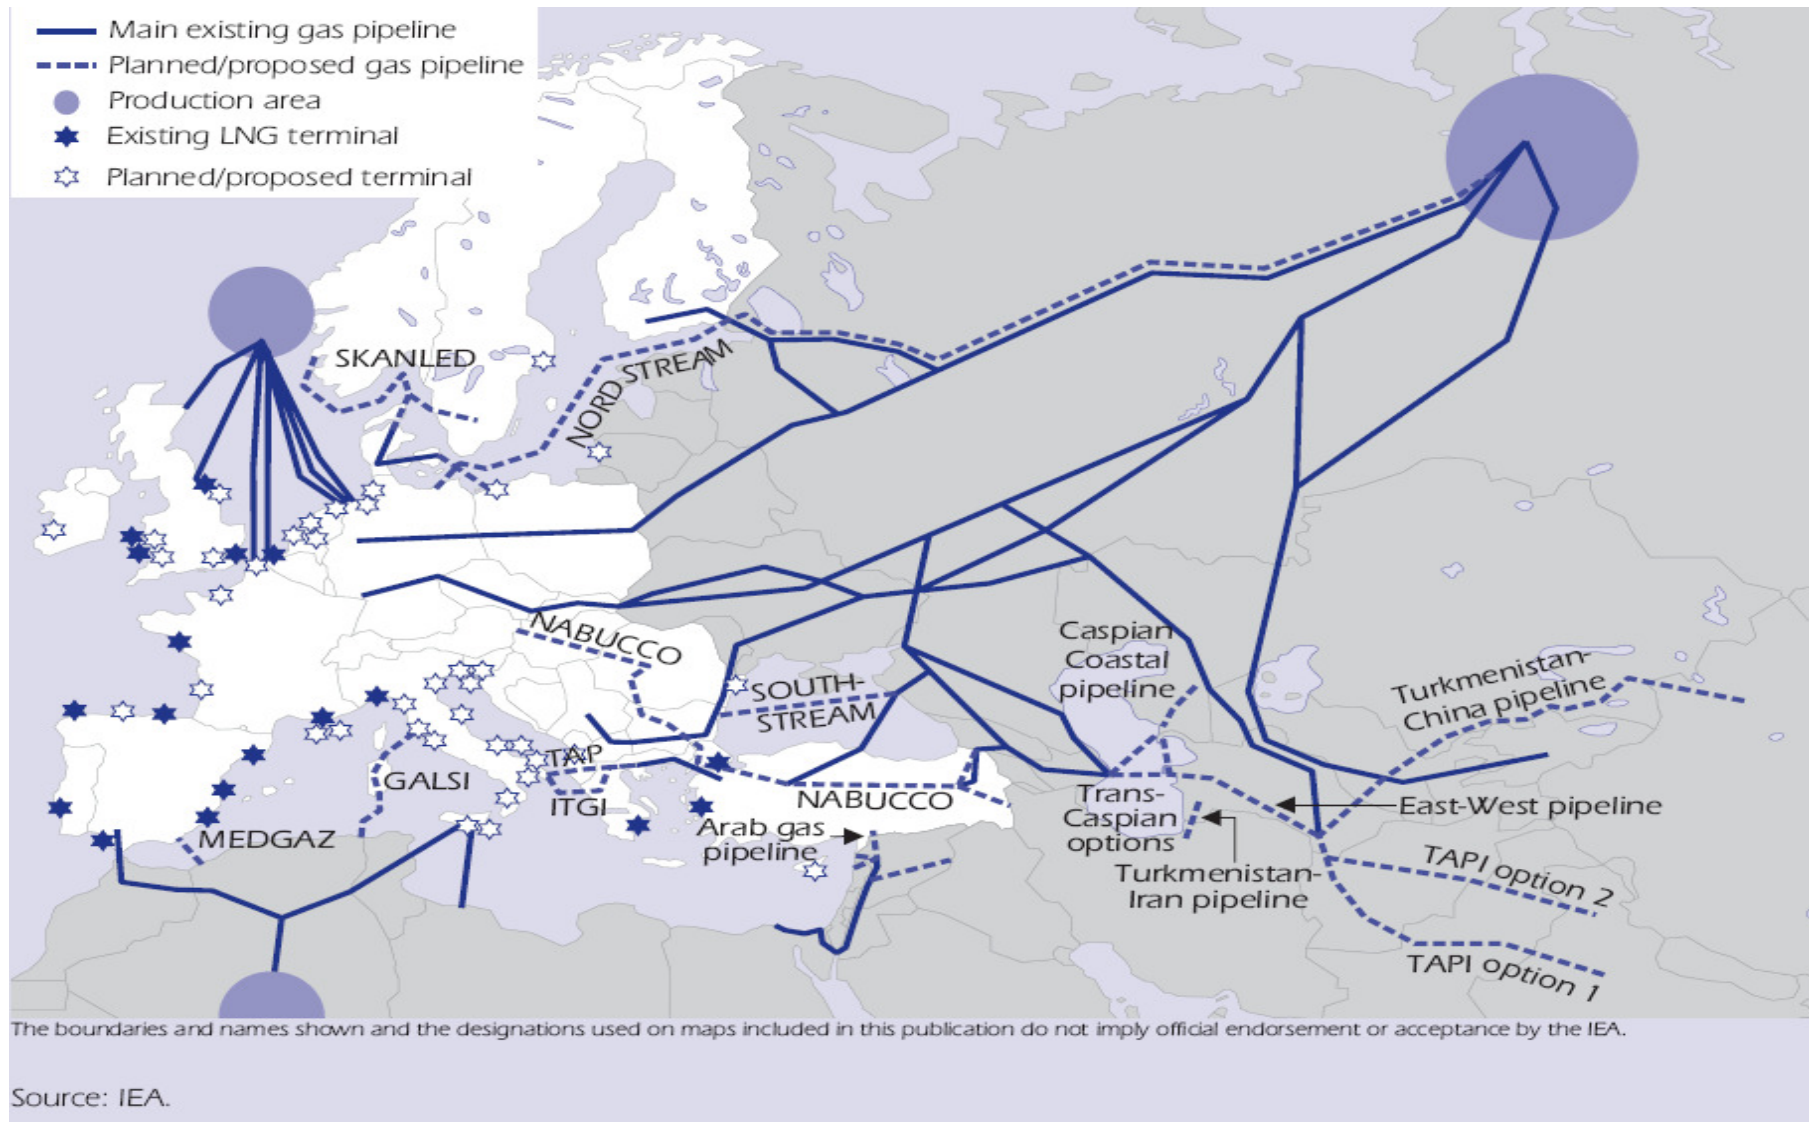 Main existing gas pipeline
Planned/proposed gas pipeline
Production area
Existing LNG terminal
Planned/proposed terminal
SKANLED
NORD STREAM
NABUCCO
Caspian
Coastal
pipeline
SOUTH-
STREAM
Turkmenistan-
China pipeline
TAP
GALSI
ITGI
NABUCCO
MEDGAZ
Arab gas
pipeline
Trans-
Caspian
options
East-West pipeline
Turkmenistan-
Iran pipeline
TAPI option 2
TAPI option 1
The boundaries and names shown and the designations used on maps included in this publication do not imply official endorsement or acceptance by the IEA.
Source: IEA.